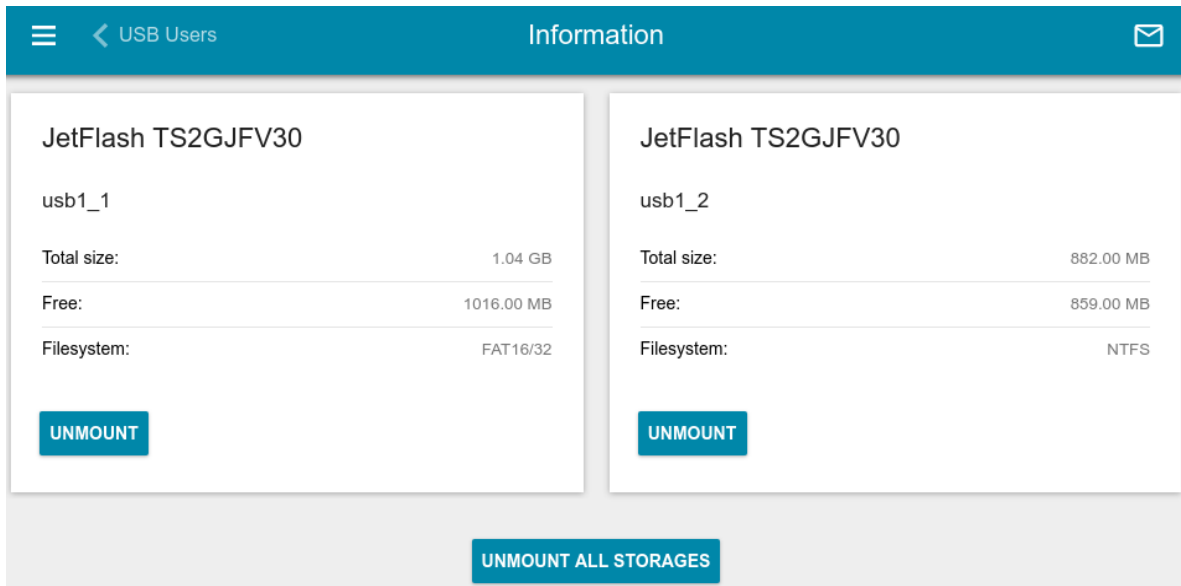 USB Users
Information
JetFlash TS2GJFV30
usb1_1
Total size: 1.04 GB
Free: 1016.00 MB
Filesystem: FAT16/32
UNMOUNT
JetFlash TS2GJFV30
usb1_2
Total size: 882.00 MB
Free: 859.00 MB
Filesystem: NTFS
UNMOUNT
UNMOUNT ALL STORAGES